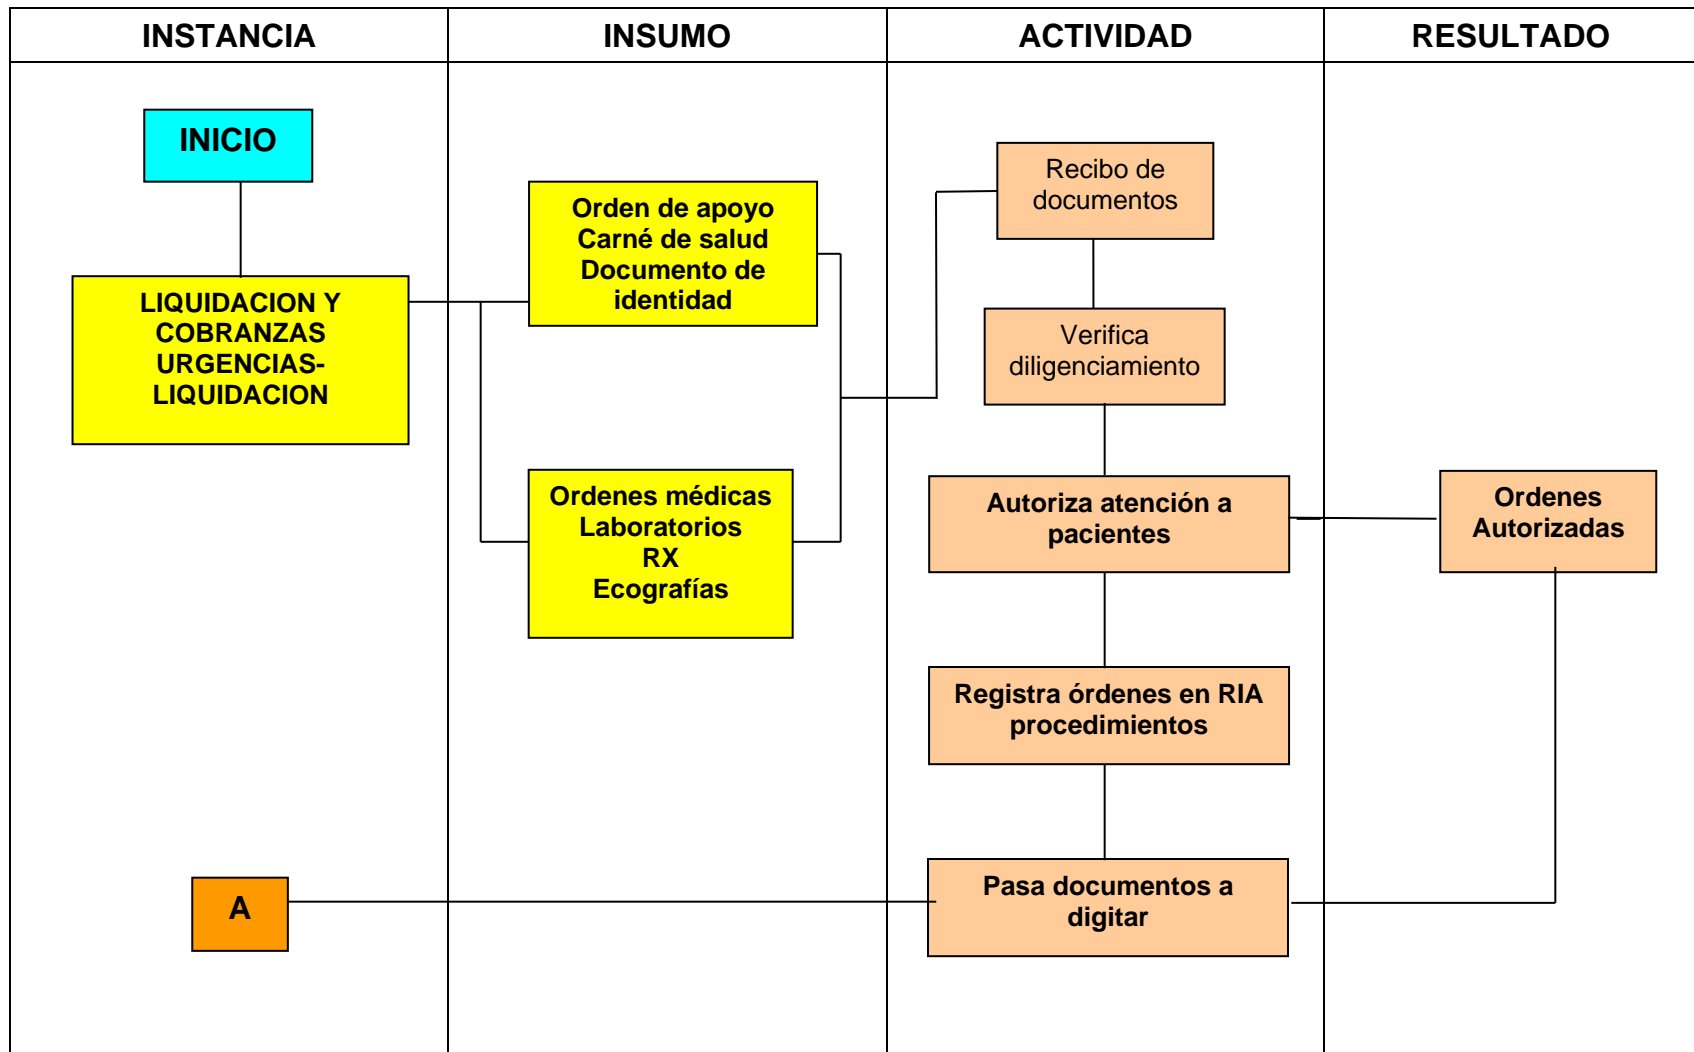 INSTANCIA
INSUMO
ACTIVIDAD
RESULTADO
INICIO
LIQUIDACION Y
COBRANZAS
URGENCIAS-
LIQUIDACION
Orden de apoyo
Carné de salud
Documento de
identidad
Ordenes médicas
Laboratorios
RX
Ecografías
Recibo de
documentos
Verifica
diligenciamiento
Autoriza atención a
pacientes
Ordenes
Autorizadas
Registra órdenes en RIA
procedimientos
Pasa documentos a
digitar
A